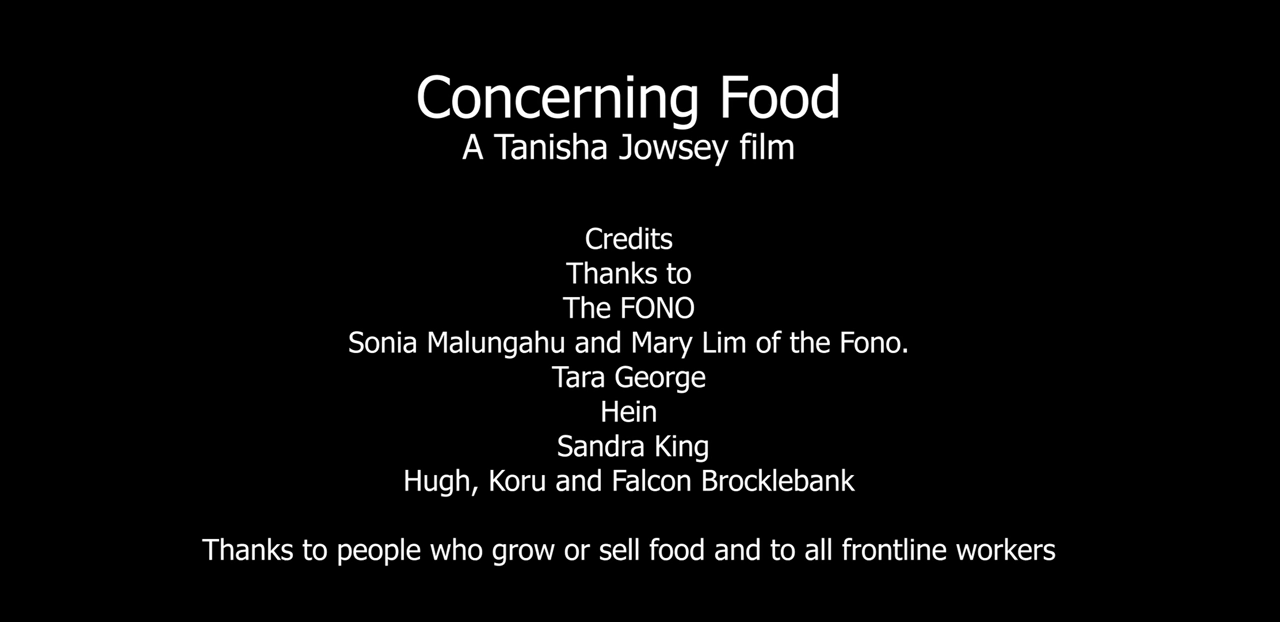 Concerning Food
A Tanisha Jowsey film
Credits
Thanks to
The FONO
Sonia Malungahu and Mary Lim of the Fono.
Tara George
Hein
Sandra King
Hugh, Koru and Falcon Brocklebank
Thanks to people who grow or sell food and to all frontline workers